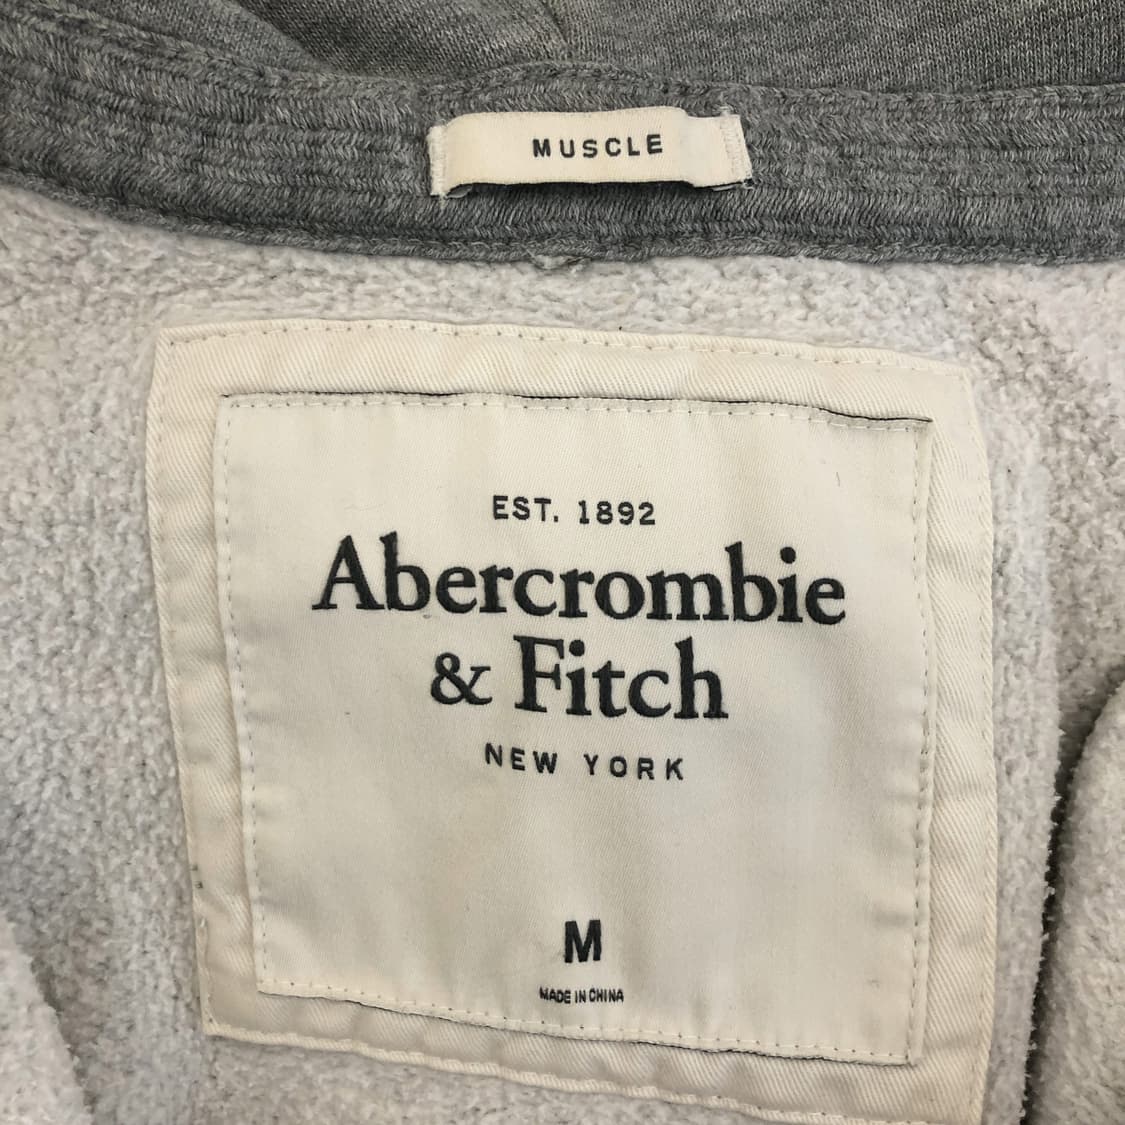 MUSCLE
EST. 1892
Abercrombie
& Fitch
NEW YORK
M
MADE IN CHINA